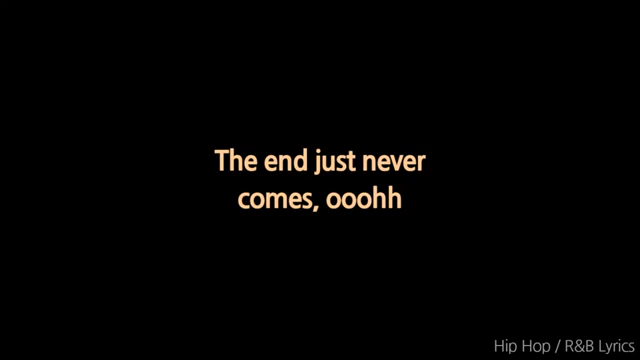 The end just never
comes, ooohh
Hip Hop / R&B Lyrics